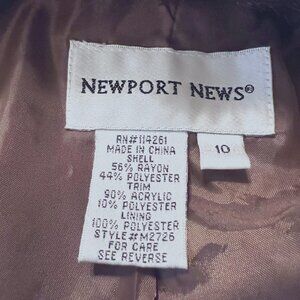 NEWPORT NEWS®
RN#114261
MADE IN CHINA
SHELL
56% RAYON
44% POLYESTER
TRIM
90% ACRYLIC
10% POLYESTER
LINING
100% POLYESTER
STYLE#M2726
FOR CARE
SEE REVERSE
10